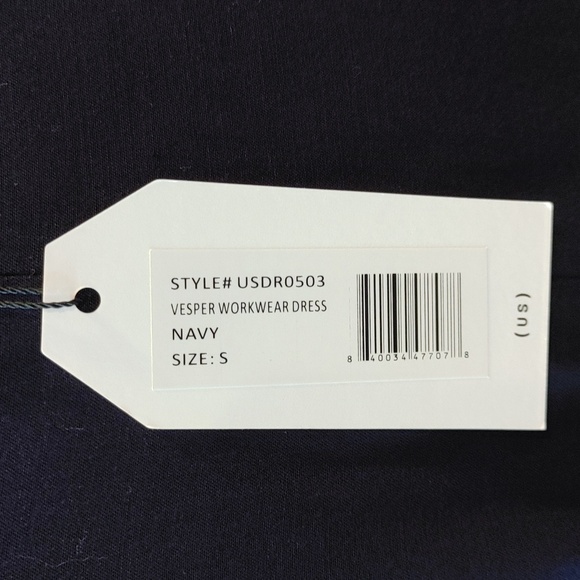 STYLE# USDR0503
VESPER WORKWEAR DRESS
NAVY
SIZE: S
8 40034 47707 8
(US)